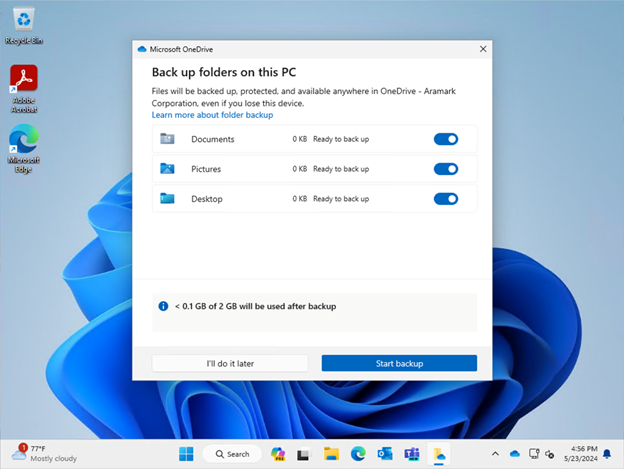 Recycle Bin
Adobe
Acrobat
Microsoft
Edge
Microsoft OneDrive
Back up folders on this PC
Files will be backed up, protected, and available anywhere in OneDrive - Aramark
Corporation, even if you lose this device.
Learn more about folder backup
Documents 0 KB Ready to back up
Pictures 0 KB Ready to back up
Desktop 0 KB Ready to back up
< 0.1 GB of 2 GB will be used after backup
I'll do it later Start backup
1
77°F
Mostly cloudy
Search
PRE
4:56 PM
5/23/2024